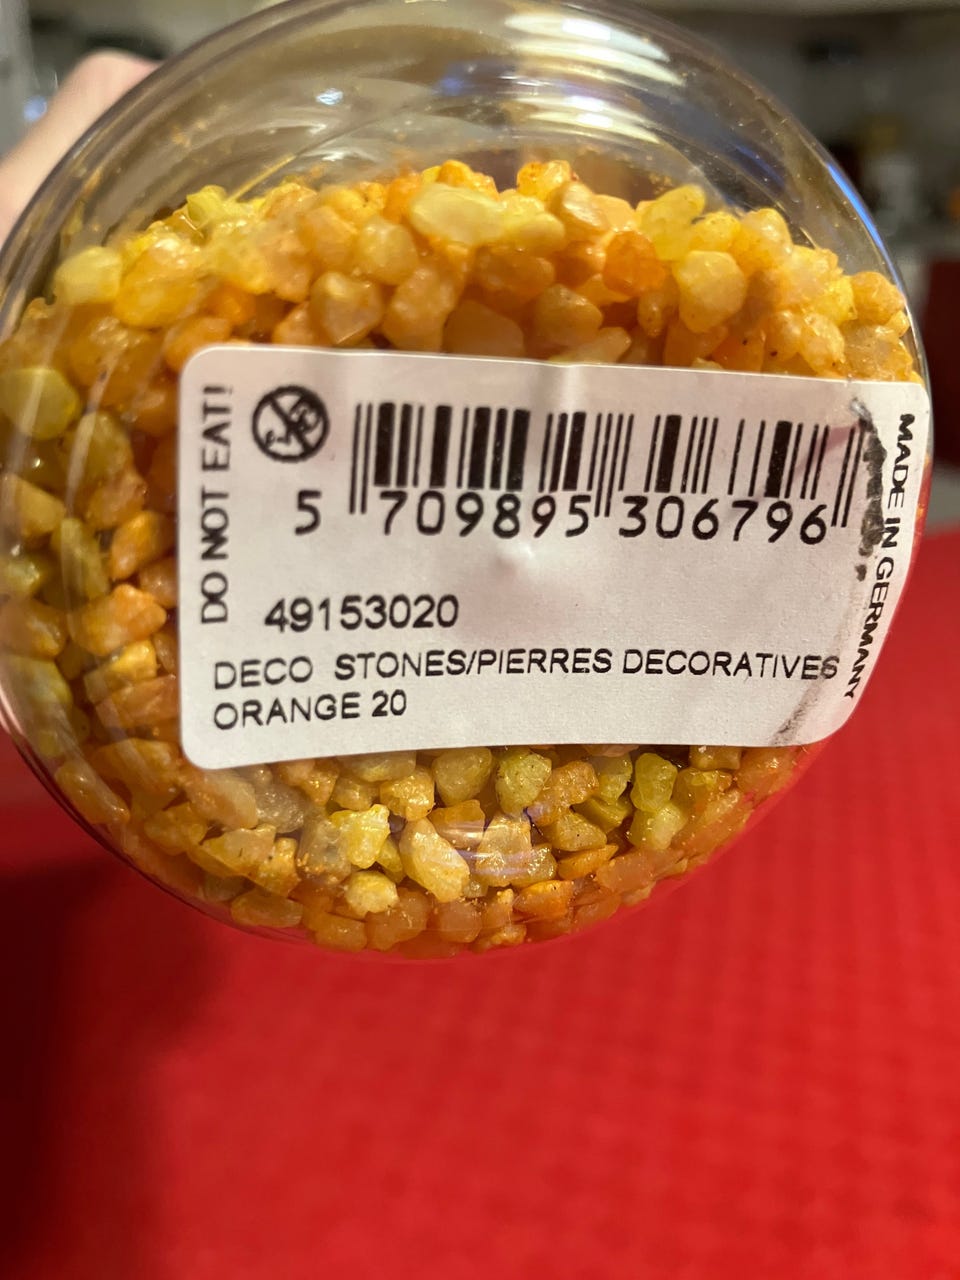 DO NOT EAT!
5 709895 306796
49153020
DECO STONES/PIERRES DECORATIVES
ORANGE 20
MADE IN GERMANY